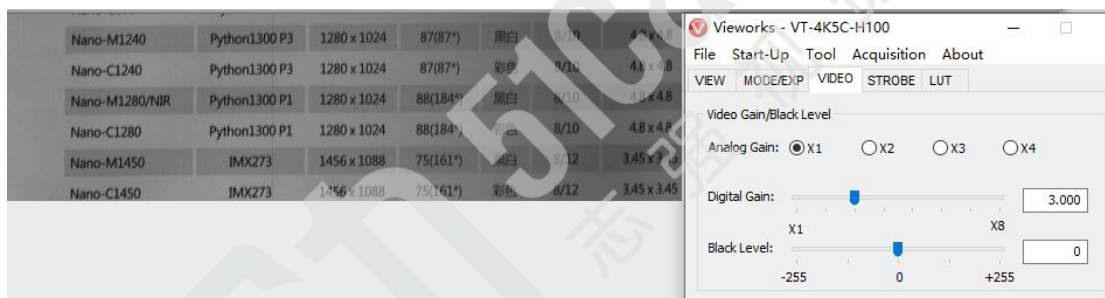 Nano-M1240 Python1300 P3 1280 x 1024 87(87*) 黑白 8/10 4.8 x 4.8
Nano-C1240 Python1300 P3 1280 x 1024 87(87*) 彩色 8/10 4.8 x 4.8
Nano-M1280/NIR Python1300 P1 1280 x 1024 88(184*) 黑白 8/10 4.8 x 4.8
Nano-C1280 Python1300 P1 1280 x 1024 88(184*) 彩色 8/10 4.8 x 4.8
Nano-M1450 IMX273 1456 x 1088 75(161*) 黑白 8/12 3.45 x 3.45
Nano-C1450 IMX273 1456 x 1088 75(161*) 彩色 8/12 3.45 x 3.45
Vieworks - VT-4K5C-H100
File Start-Up Tool Acquisition About
VIEW MODE/EXP VIDEO STROBE LUT
Video Gain/Black Level
Analog Gain: X1 X2 X3 X4
Digital Gain: 3.000
X1 X8
Black Level: 0
-255 0 +255